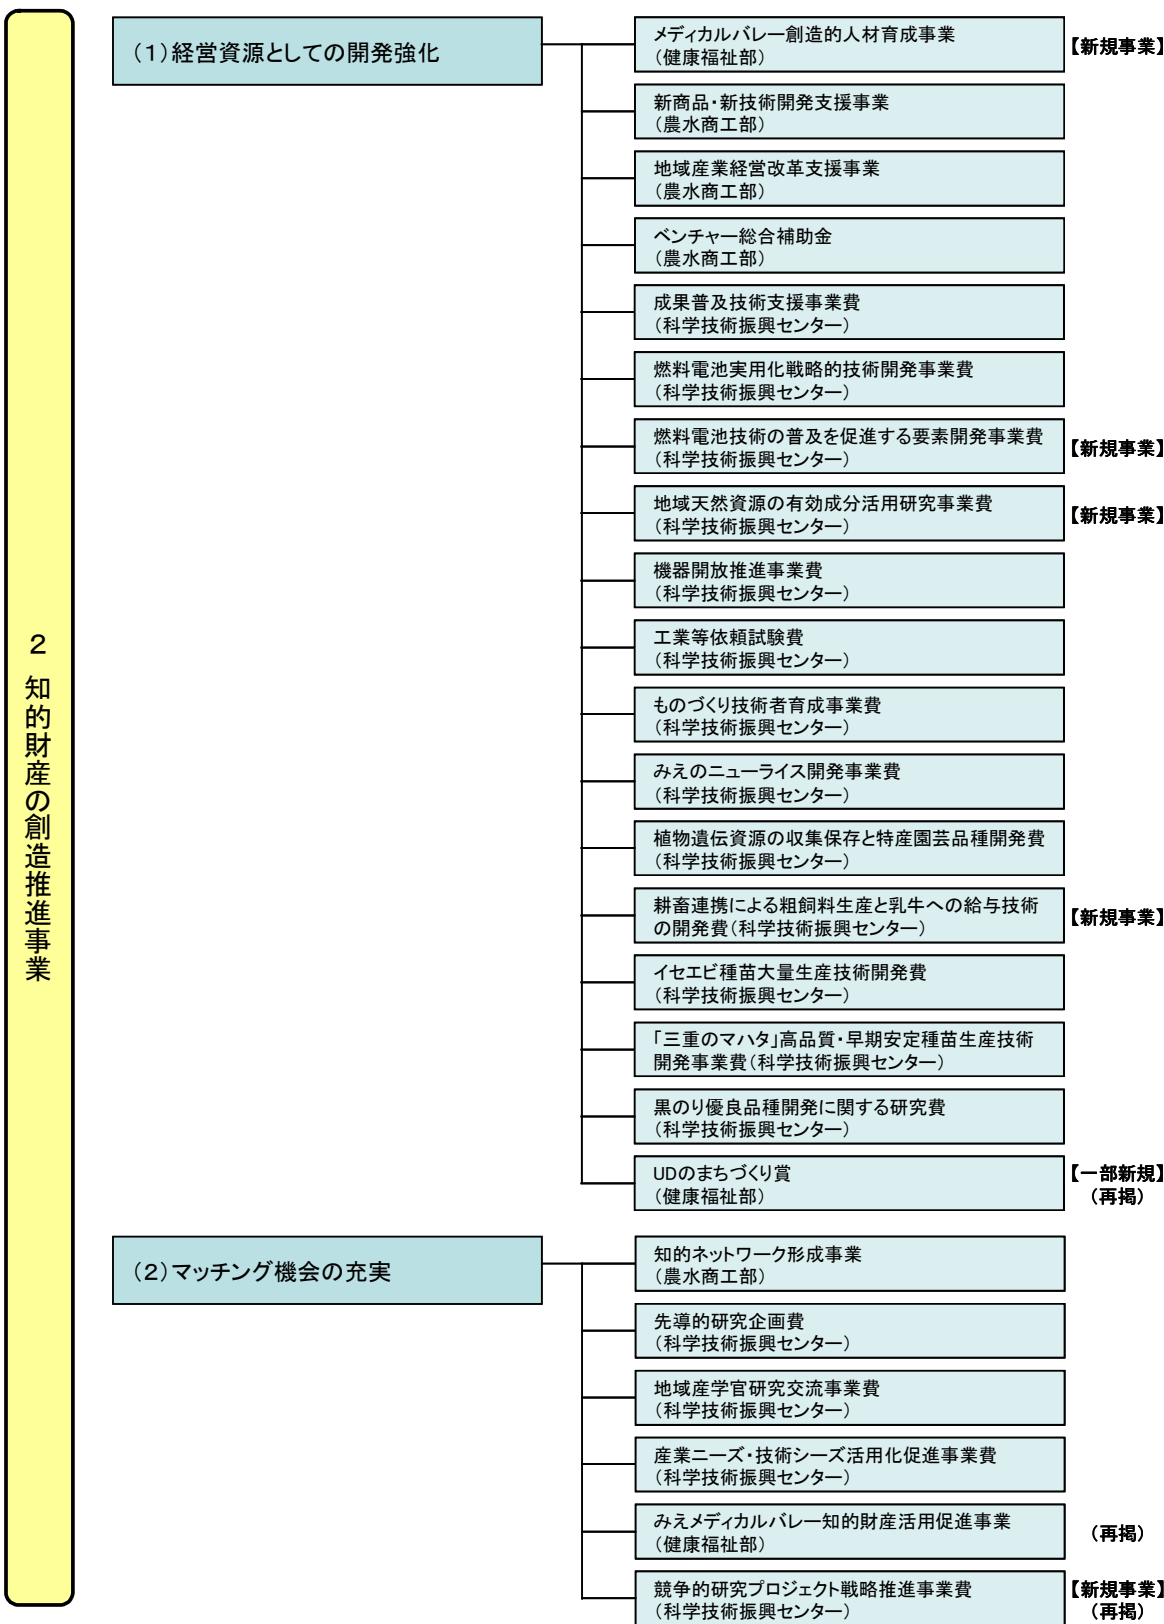 2 知的財産の創造推進事業
(1)経営資源としての開発強化
メディカルバレー創造的人材育成事業
(健康福祉部)
【新規事業】
新商品・新技術開発支援事業
(農水商工部)
地域産業経営改革支援事業
(農水商工部)
ベンチャー総合補助金
(農水商工部)
成果普及技術支援事業費
(科学技術振興センター)
燃料電池実用化戦略的技術開発事業費
(科学技術振興センター)
燃料電池技術の普及を促進する要素開発事業費
(科学技術振興センター)
【新規事業】
地域天然資源の有効成分活用研究事業費
(科学技術振興センター)
【新規事業】
機器開放推進事業費
(科学技術振興センター)
工業等依頼試験費
(科学技術振興センター)
ものづくり技術者育成事業費
(科学技術振興センター)
みえのニューライス開発事業費
(科学技術振興センター)
植物遺伝資源の収集保存と特産園芸品種開発費
(科学技術振興センター)
耕畜連携による粗飼料生産と乳牛への給与技術
の開発費(科学技術振興センター)
【新規事業】
イセエビ種苗大量生産技術開発費
(科学技術振興センター)
「三重のマハタ」高品質・早期安定種苗生産技術
開発事業費(科学技術振興センター)
黒のり優良品種開発に関する研究費
(科学技術振興センター)
UDのまちづくり賞
(健康福祉部)
【一部新規】
(再掲)
(2)マッチング機会の充実
知的ネットワーク形成事業
(農水商工部)
先導的研究企画費
(科学技術振興センター)
地域産学官研究交流事業費
(科学技術振興センター)
産業ニーズ・技術シーズ活用化促進事業費
(科学技術振興センター)
みえメディカルバレー知的財産活用促進事業
(健康福祉部)
(再掲)
競争的研究プロジェクト戦略推進事業費
(科学技術振興センター)
【新規事業】
(再掲)